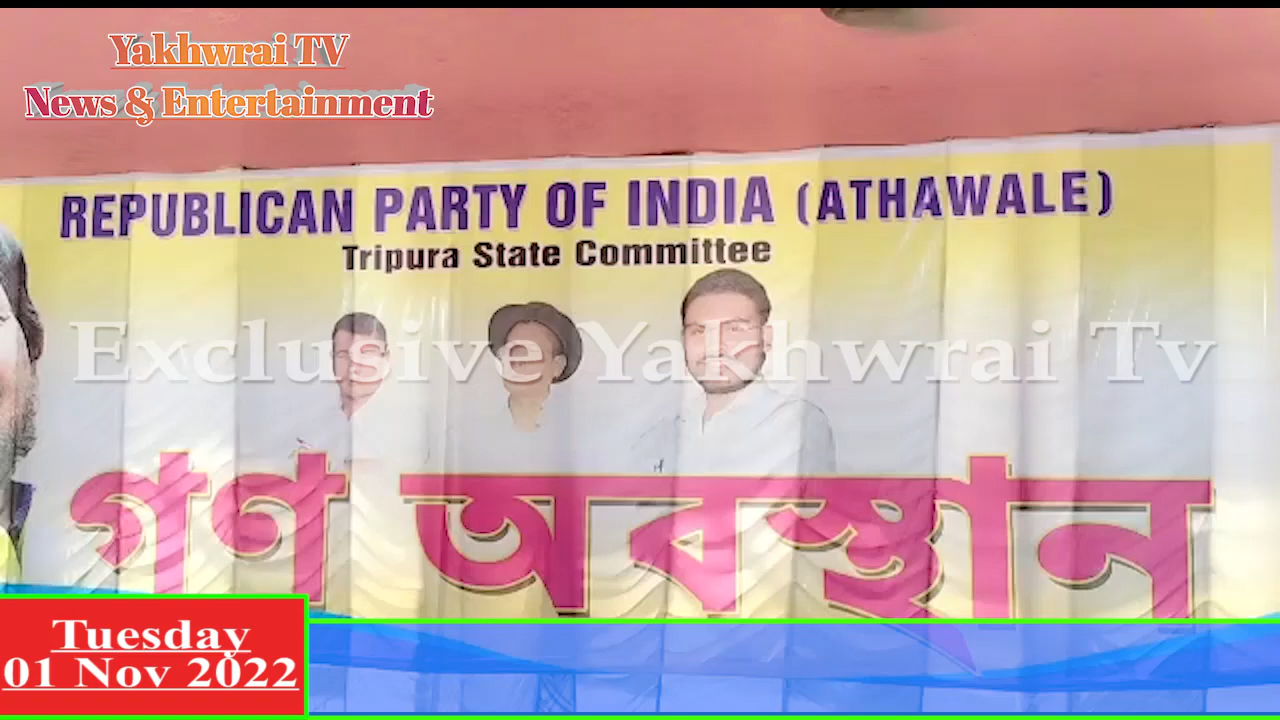 Yakhwrai TV
News & Entertainment
REPUBLICAN PARTY OF INDIA (ATHAWALE)
Tripura State Committee
Exclusive Yakhwrai Tv
গণ অবস্থান
Tuesday
01 Nov 2022